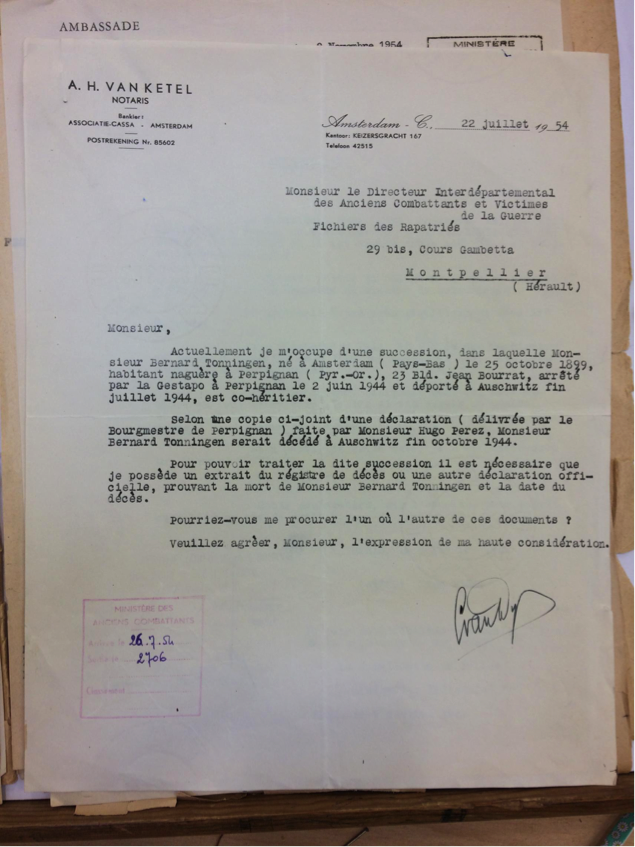 AMBASSADE
1954
MINISTÈRE
A. H. VAN KETEL
NOTARIS
Bankier:
ASSOCIATIE-CASSA - AMSTERDAM
POSTREKENING Nr. 85602
Amsterdam - C., 22 juillet 1954
Kantoor: KEIZERSGRACHT 167
Telefoon 42515
Monsieur le Directeur Interdépartemental
des Anciens Combattants et Victimes
de la Guerre
Fichiers des Rapatriés
29 bis, Cours Gambetta
Montpellier
( Hérault)
Monsieur,
Actuellement je m'occupe d'une succession, dans laquelle Mon-
sieur Bernard Tonningen, né à Amsterdam ( Pays-Bas ) le 25 octobre 1899,
habitant naguère à Perpignan ( Pyr.-Or.), 23 Bld. Jean Bourrat, arrêté
par la Gestapo à Perpignan le 2 juin 1944 et déporté à Auschwitz fin
juillet 1944, est co-héritier.
Selon une copie ci-joint d'une déclaration ( délivrée par le
Bourgmestre de Perpignan ) faite par Monsieur Hugo Perez, Monsieur
Bernard Tonningen serait décédé à Auschwitz fin octobre 1944.
Pour pouvoir traiter la dite succession il est nécessaire que
je possède un extrait du régistre de décès ou une autre déclaration offi-
cielle, prouvant la mort de Monsieur Bernard Tonningen et la date du
décès.
Pourriez-vous me procurer l'un où l'autre de ces documents ?
Veuillez agrèer, Monsieur, l'expression de ma haute considération.
MINISTÈRE DES
ANCIENS COMBATTANTS
26.7.54
2706